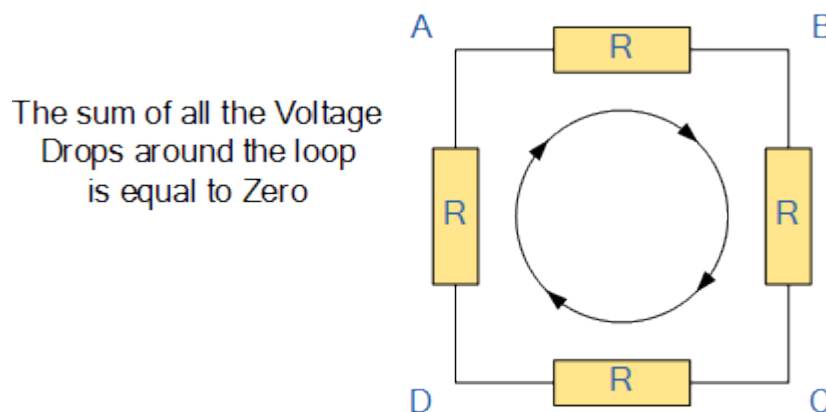 A
B
R
The sum of all the Voltage
Drops around the loop
is equal to Zero
R
R
R
D
C